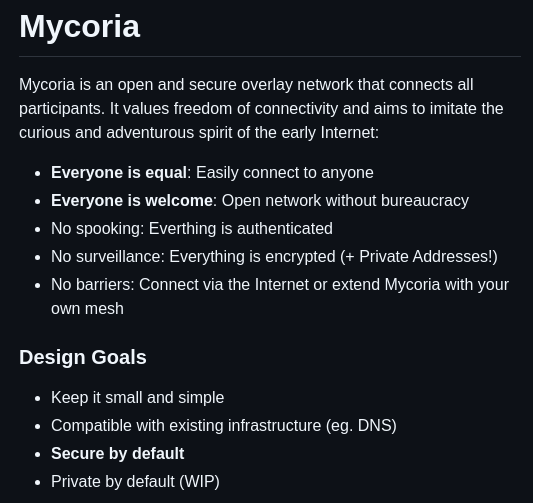 Mycoria
Mycoria is an open and secure overlay network that connects all
participants. It values freedom of connectivity and aims to imitate the
curious and adventurous spirit of the early Internet:
• Everyone is equal: Easily connect to anyone
• Everyone is welcome: Open network without bureaucracy
• No spooking: Everthing is authenticated
• No surveillance: Everything is encrypted (+ Private Addresses!)
• No barriers: Connect via the Internet or extend Mycoria with your
own mesh
Design Goals
• Keep it small and simple
• Compatible with existing infrastructure (eg. DNS)
• Secure by default
• Private by default (WIP)